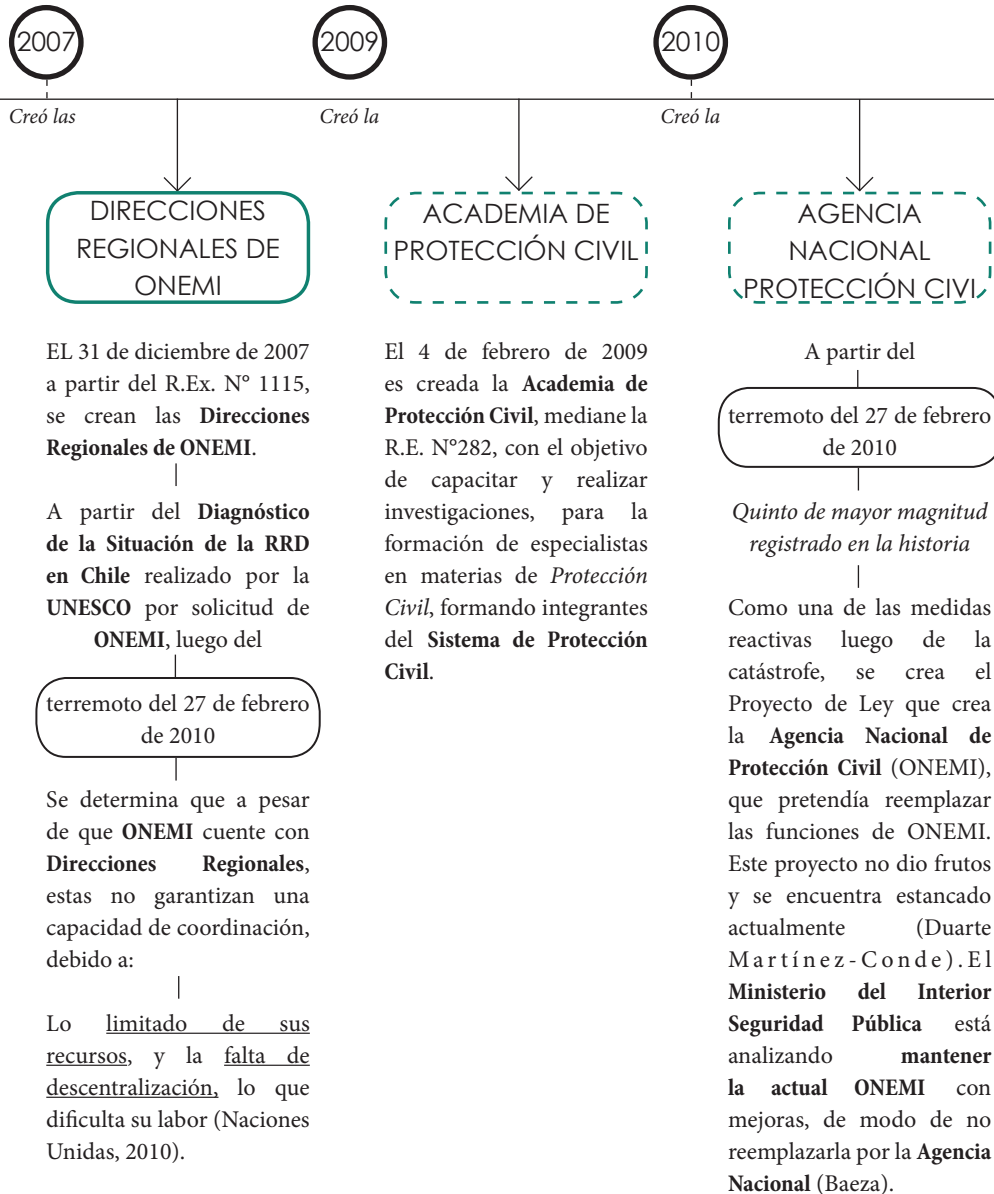 2007
Creó las
DIRECCIONES
REGIONALES DE
ONEMI
EL 31 de diciembre de 2007
a partir del R.Ex. N° 1115,
se crean las Direcciones
Regionales de ONEMI.
A partir del Diagnóstico
de la Situación de la RRD
en Chile realizado por la
UNESCO por solicitud de
ONEMI, luego del
terremoto del 27 de febrero
de 2010
Se determina que a pesar
de que ONEMI cuente con
Direcciones Regionales,
estas no garantizan una
capacidad de coordinación,
debido a:
Lo limitado de sus
recursos, y la falta de
descentralización, lo que
dificulta su labor (Naciones
Unidas, 2010).
2009
Creó la
ACADEMIA DE
PROTECCIÓN CIVIL
El 4 de febrero de 2009
es creada la Academia de
Protección Civil, mediane la
R.E. N°282, con el objetivo
de capacitar y realizar
investigaciones, para la
formación de especialistas
en materias de Protección
Civil, formando integrantes
del Sistema de Protección
Civil.
2010
Creó la
AGENCIA
NACIONAL
PROTECCIÓN CIVI
A partir del
terremoto del 27 de febrero
de 2010
Quinto de mayor magnitud
registrado en la historia
Como una de las medidas
reactivas luego de la
catástrofe, se crea el
Proyecto de Ley que crea
la Agencia Nacional de
Protección Civil (ONEMI),
que pretendía reemplazar
las funciones de ONEMI.
Este proyecto no dio frutos
y se encuentra estancado
actualmente (Duarte
Martínez-Conde). El
Ministerio del Interior
Seguridad Pública está
analizando mantener
la actual ONEMI con
mejoras, de modo de no
reemplazarla por la Agencia
Nacional (Baeza).